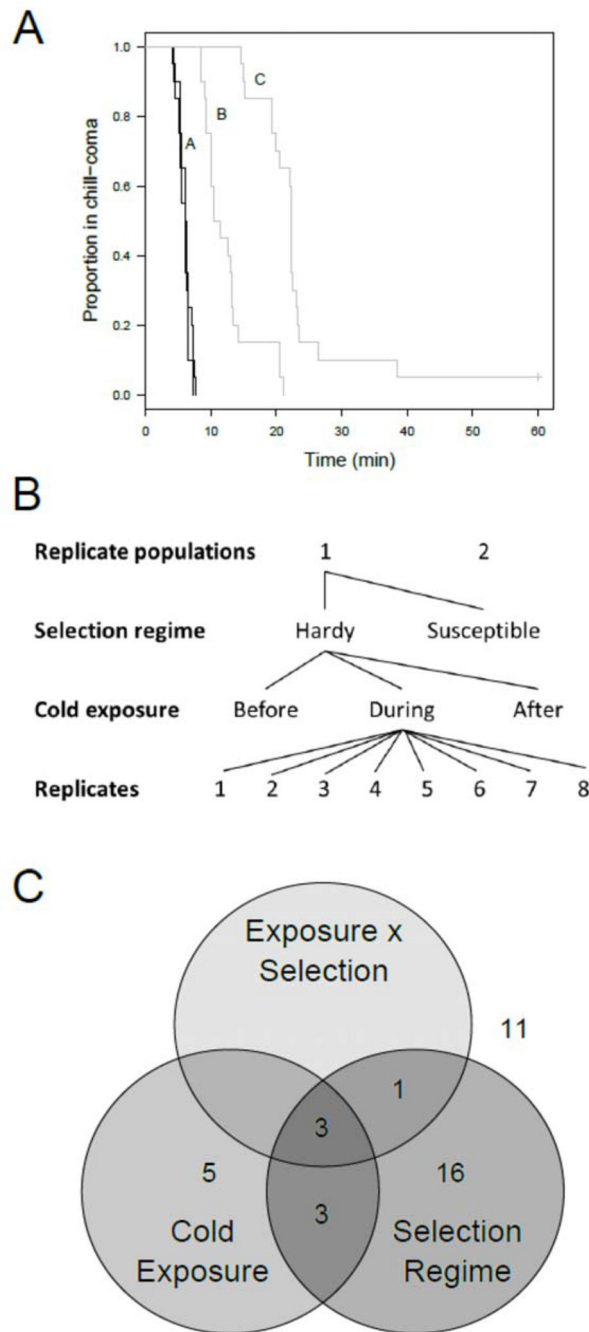 A
1.0
0.8
0.6
0.4
0.2
0.0
Proportion in chill-coma
A
B
C
0 10 20 30 40 50 60
Time (min)
B
Replicate populations 1 2
Selection regime Hardy Susceptible
Cold exposure Before During After
Replicates 1 2 3 4 5 6 7 8
C
Exposure x
Selection
11
1
3
5
16
3
Cold
Exposure
Selection
Regime